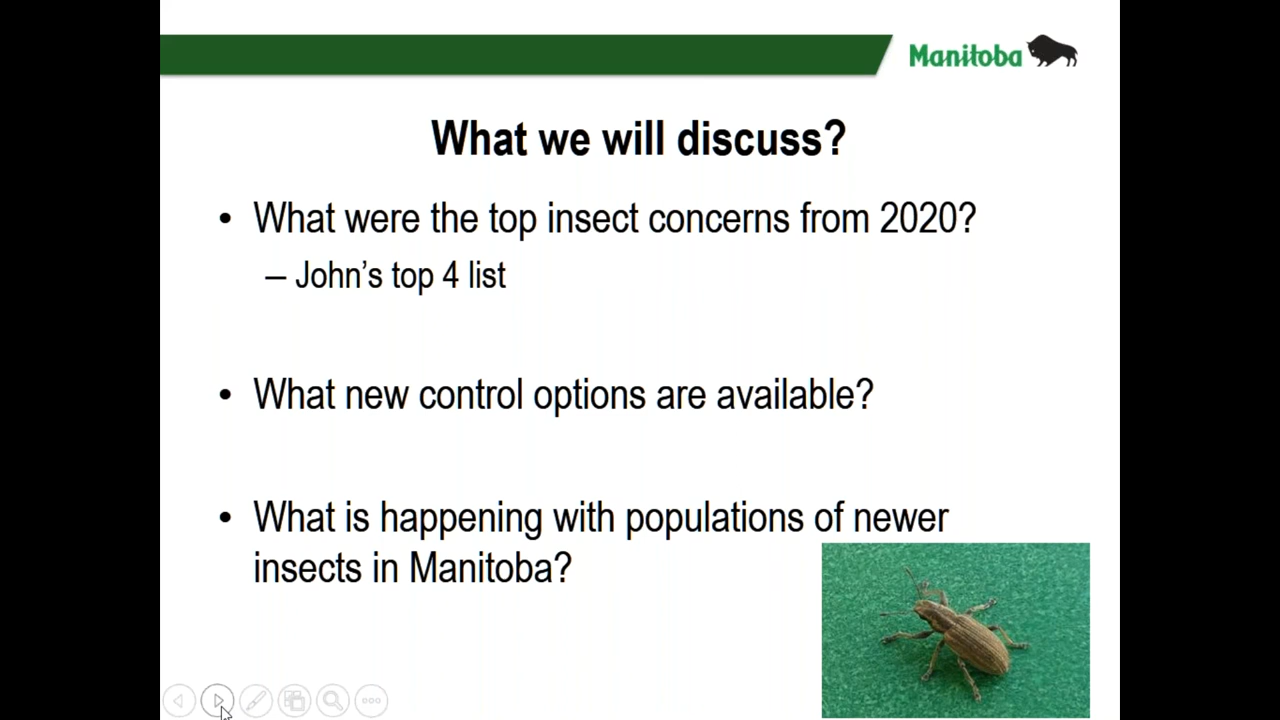 Manitoba
What we will discuss?
• What were the top insect concerns from 2020?
– John's top 4 list
• What new control options are available?
• What is happening with populations of newer
insects in Manitoba?